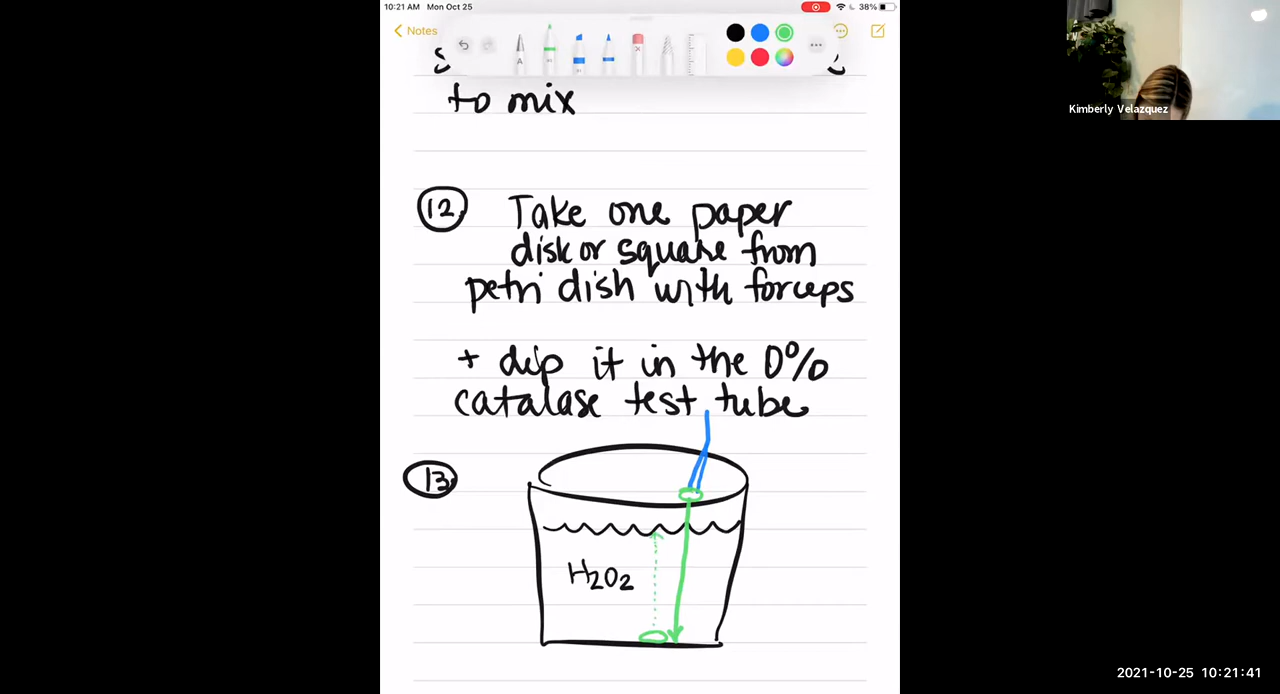 10:21 AM Mon Oct 25
38%
Notes
A
to mix
12. Take one paper
disk or square from
petri dish with forceps
+ dip it in the 0%
catalase test tube
13.
H2O2
Kimberly Velazquez
2021-10-25 10:21:41